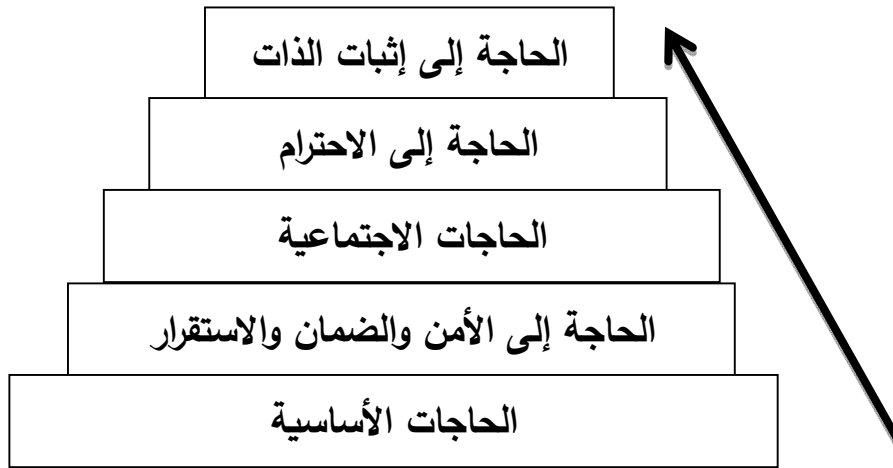 الحاجة إلى إثبات الذات
الحاجة إلى الاحترام
الحاجات الاجتماعية
الحاجة إلى الأمن والضمان والاستقرار
الحاجات الأساسية